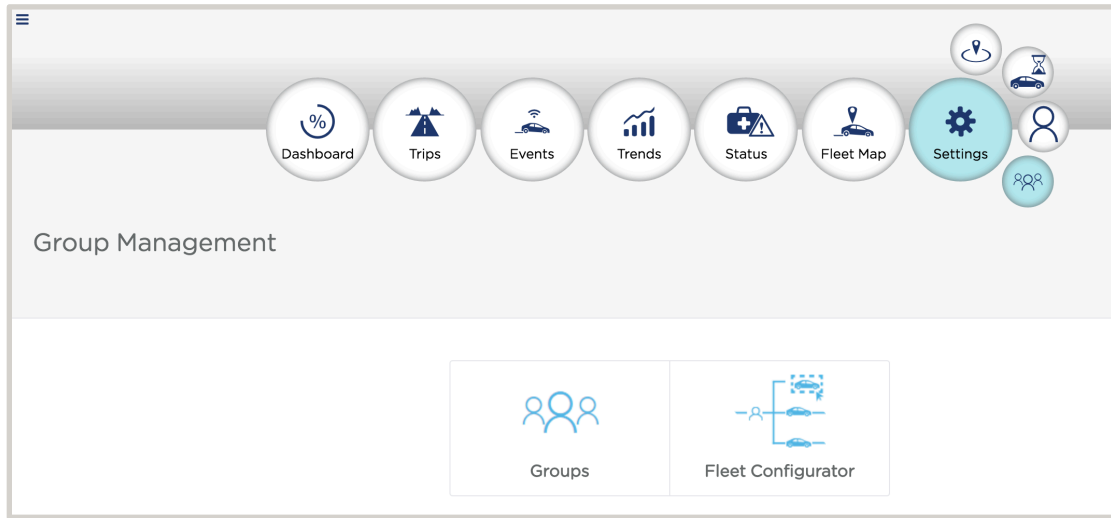 %
Dashboard
Trips
Events
Trends
Status
Fleet Map
Settings
Group Management
Groups
Fleet Configurator